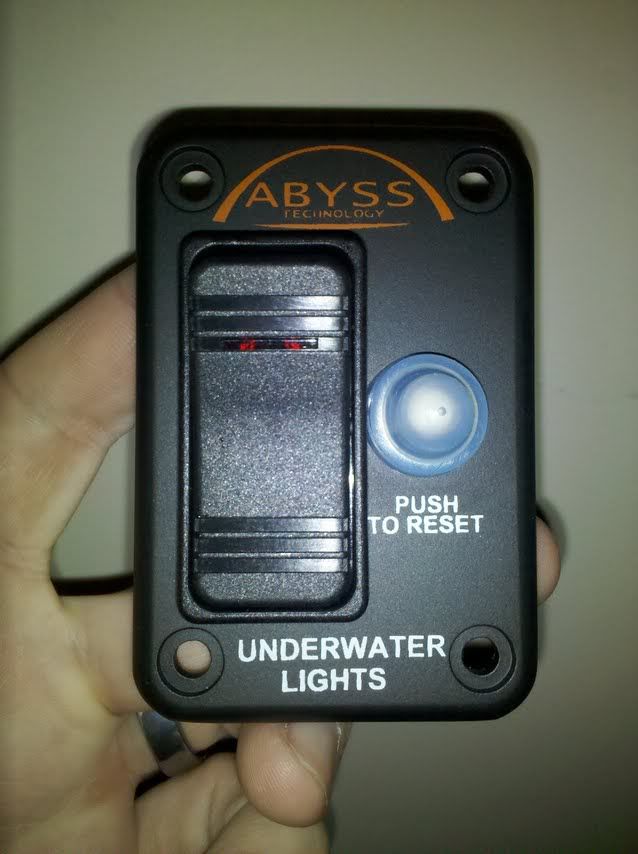 ABYSS
TECHNOLOGY
PUSH
TO RESET
UNDERWATER
LIGHTS